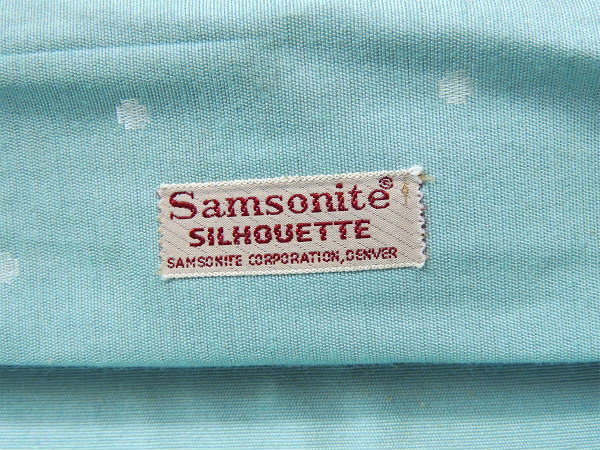 Samsonite®
SILHOUETTE
SAMSONITE CORPORATION, DENVER